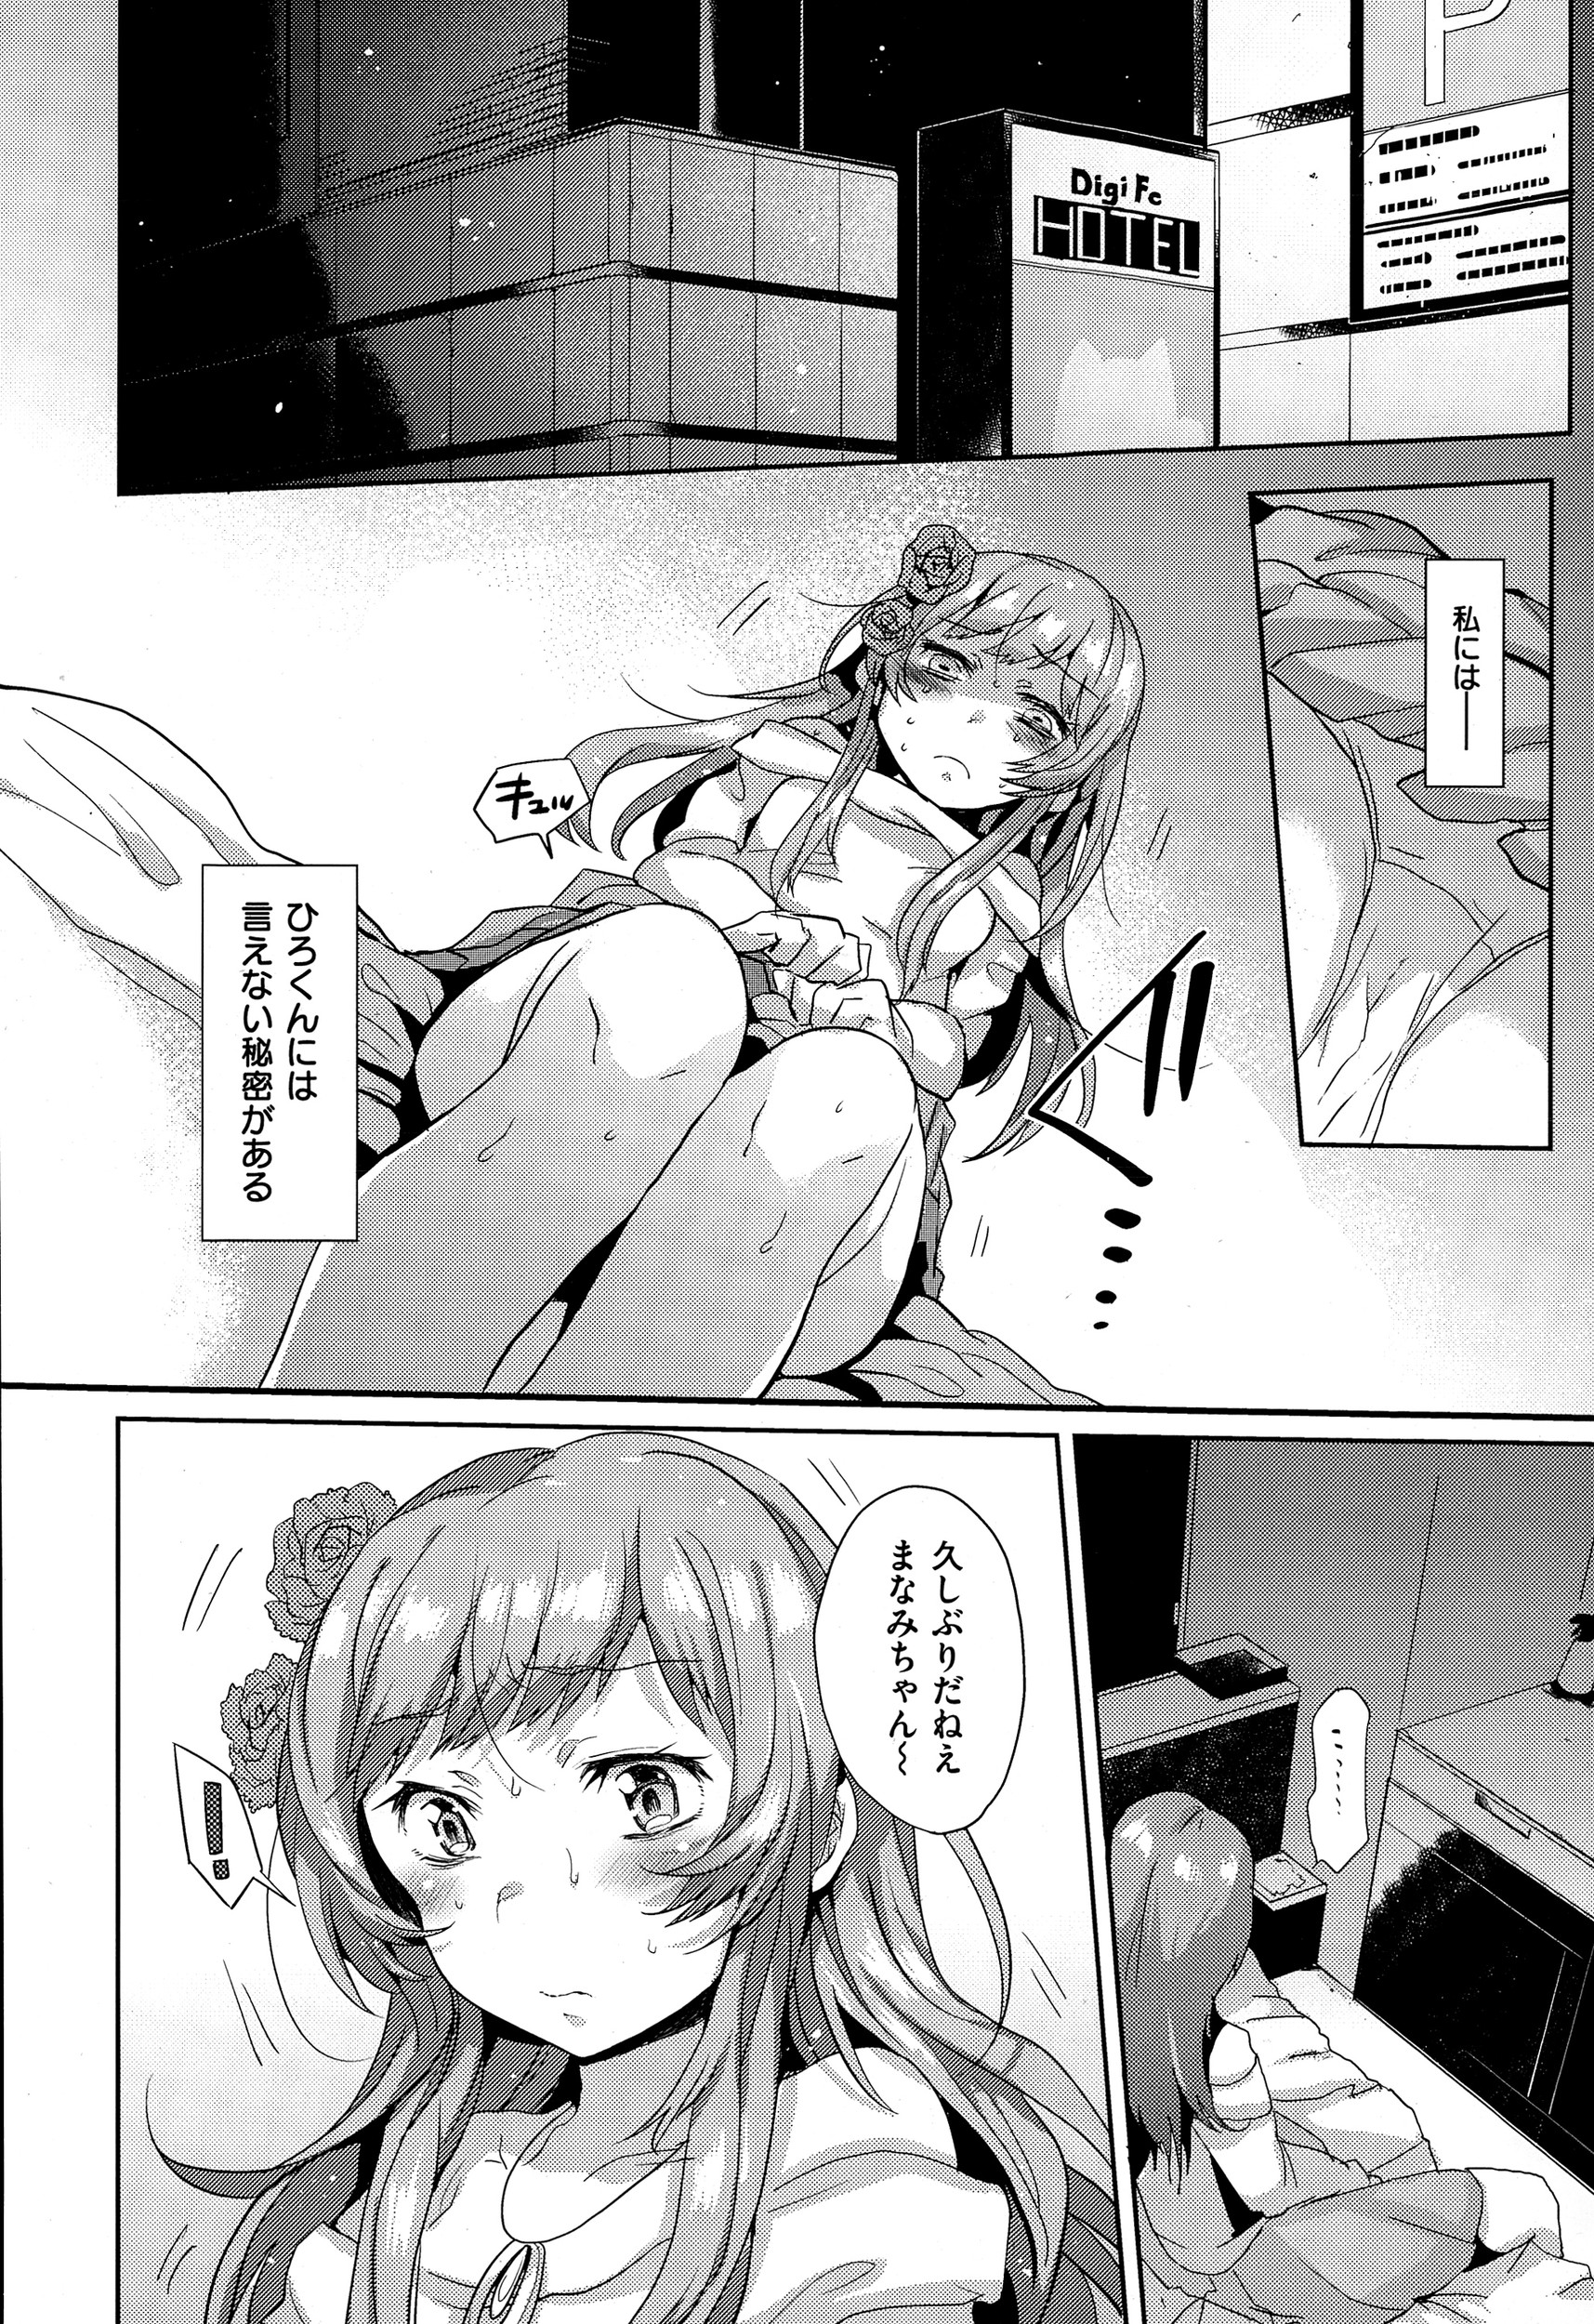 P
Digi Fe
HOTEL
私には──
キュル
ひろくんには
言えない秘密がある
……
久しぶりだねぇ
まなみちゃん～
!